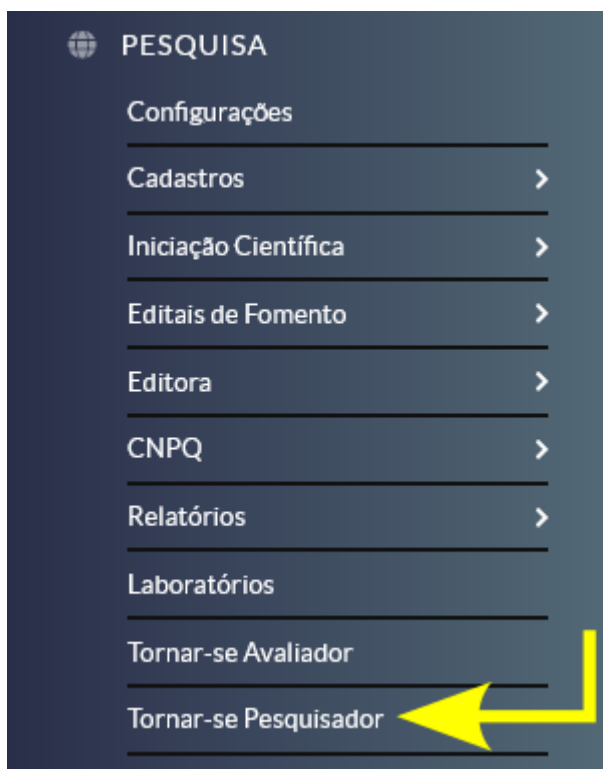 PESQUISA
Configurações
Cadastros
Iniciação Científica
Editais de Fomento
Editora
CNPQ
Relatórios
Laboratórios
Tornar-se Avaliador
Tornar-se Pesquisador